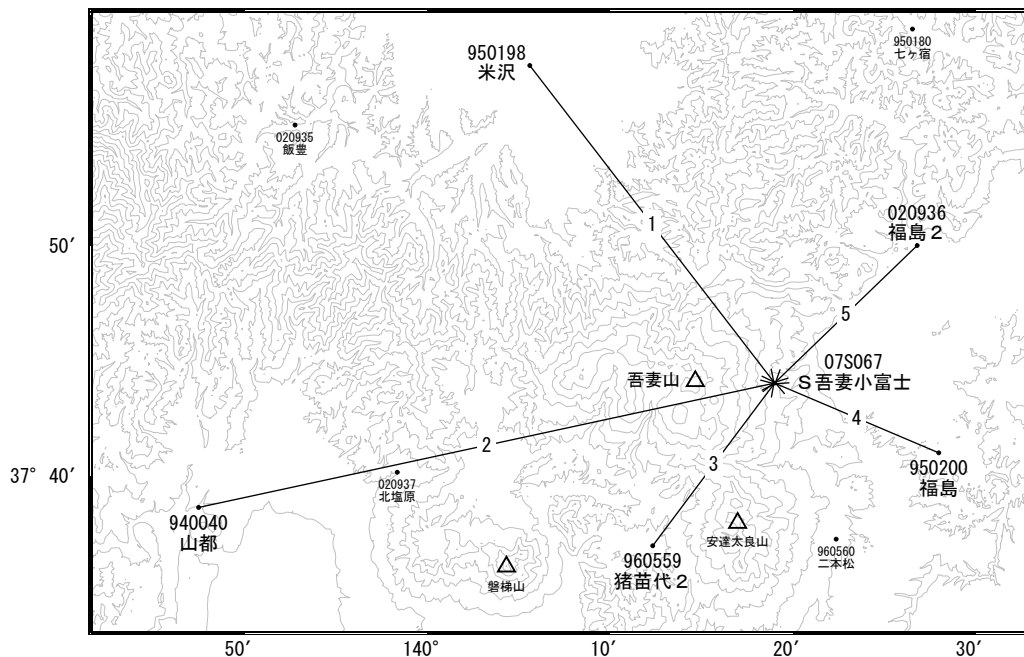 950180
七ヶ宿
950198
米沢
020935
飯豊
020936
福島２
50′
1
5
07S067
Ｓ吾妻小富士
吾妻山
4
2
3
37° 40′
950200
福島
020937
北塩原
940040
山都
安達太良山
960559
猪苗代２
960560
二本松
磐梯山
50′
140°
10′
20′
30′